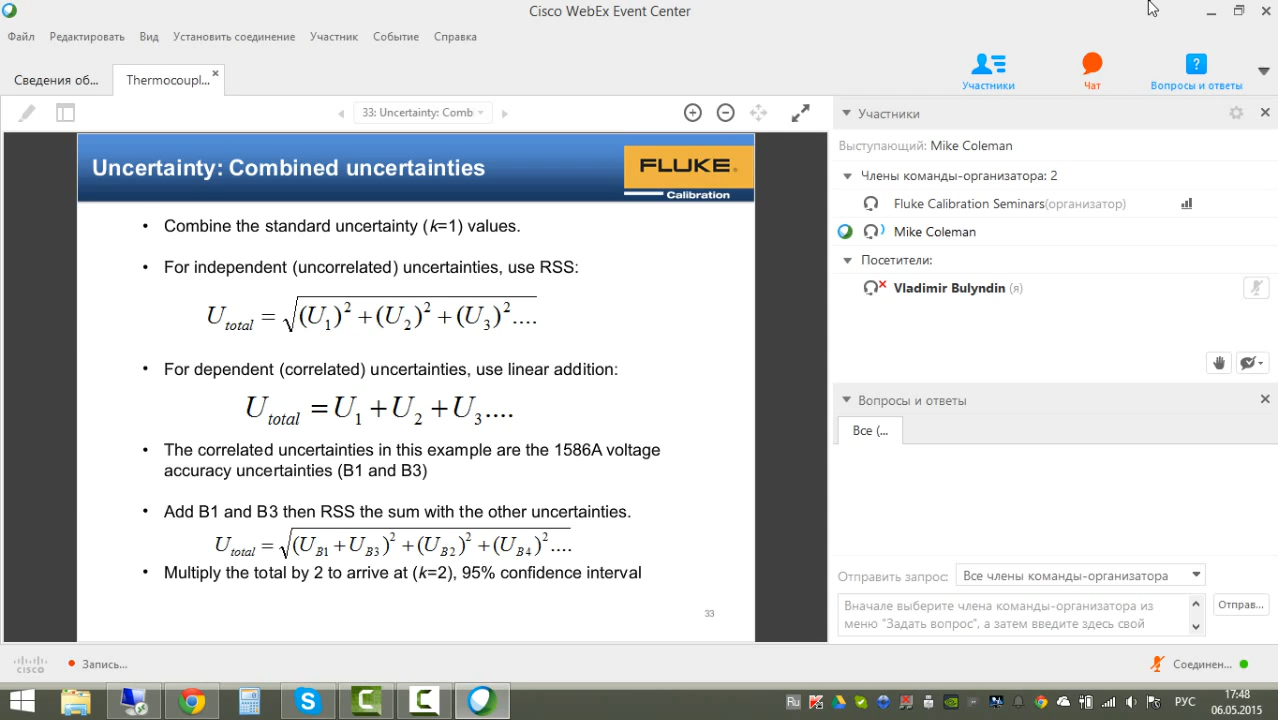 Cisco WebEx Event Center
Файл Редактировать Вид Установить соединение Участник Событие Справка
Сведения об... Thermocoupl...
Участники Чат Вопросы и ответы
33: Uncertainty: Comb
Uncertainty: Combined uncertainties
FLUKE®
Calibration
• Combine the standard uncertainty (k=1) values.
• For independent (uncorrelated) uncertainties, use RSS:
U_total = √(U_1)^2 + (U_2)^2 + (U_3)^2....
• For dependent (correlated) uncertainties, use linear addition:
U_total = U_1 + U_2 + U_3....
• The correlated uncertainties in this example are the 1586A voltage
accuracy uncertainties (B1 and B3)
• Add B1 and B3 then RSS the sum with the other uncertainties.
U_total = √(U_B1 + U_B3)^2 + (U_B2)^2 + (U_B4)^2....
• Multiply the total by 2 to arrive at (k=2), 95% confidence interval
33
Участники
Выступающий: Mike Coleman
Члены команды-организатора: 2
Fluke Calibration Seminars(организатор)
Mike Coleman
Посетители:
Vladimir Bulyndin (я)
Вопросы и ответы
Все (...
Отправить запрос: Все члены команды-организатора
Вначале выберите члена команды-организатора из
меню "Задать вопрос", а затем введите здесь свой
Отправ...
cisco
Запись...
Соединен...
Ru
РУС
17:48
06.05.2015